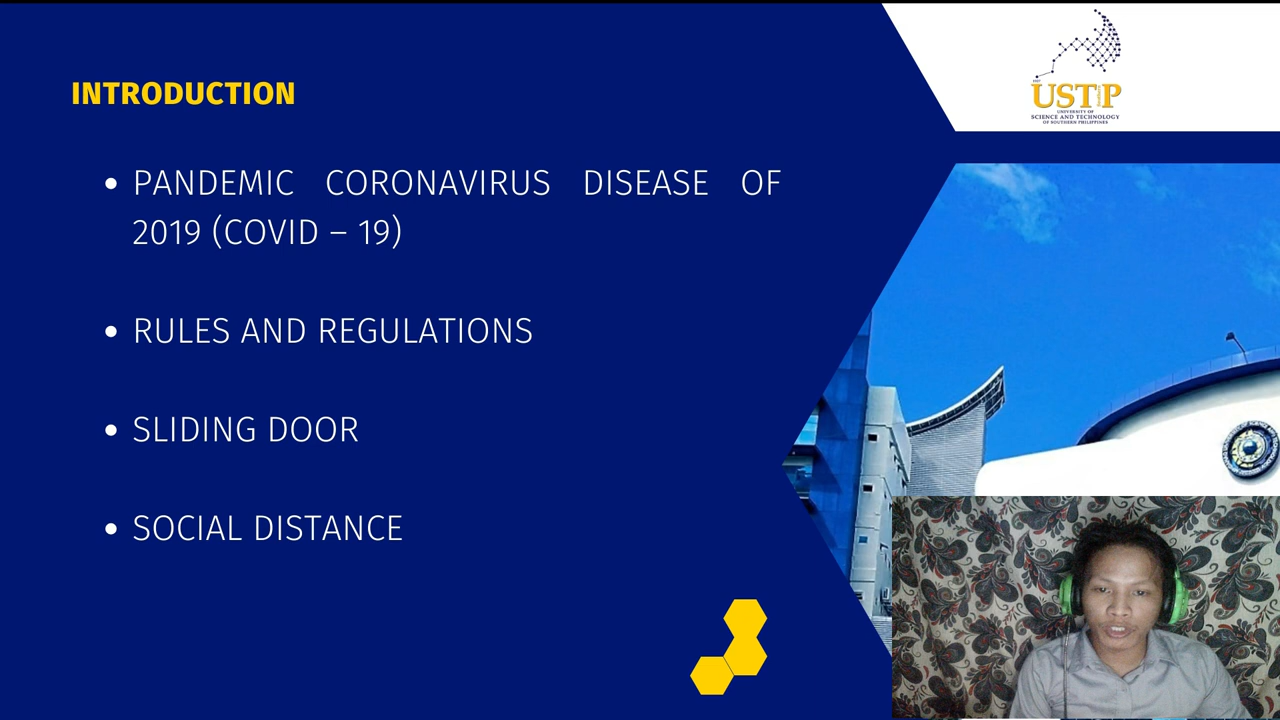 INTRODUCTION
• PANDEMIC CORONAVIRUS DISEASE OF
2019 (COVID – 19)
• RULES AND REGULATIONS
• SLIDING DOOR
• SOCIAL DISTANCE
USTP
UNIVERSITY OF
SCIENCE AND TECHNOLOGY
OF SOUTHERN PHILIPPINES